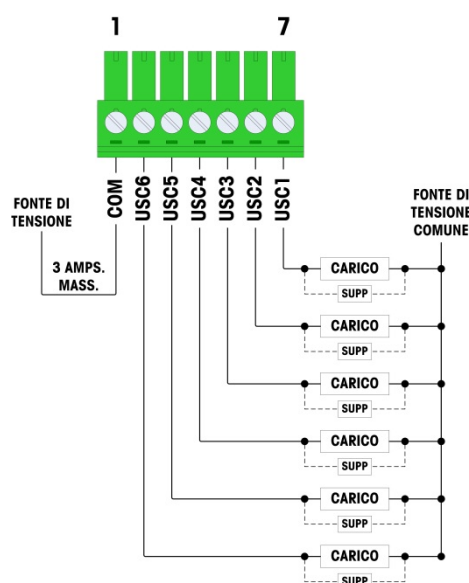 1 7
COM
USC6
USC5
USC4
USC3
USC2
USC1
FONTE DI
TENSIONE
3 AMPS.
MASS.
FONTE DI
TENSIONE
COMUNE
CARICO
SUPP
CARICO
SUPP
CARICO
SUPP
CARICO
SUPP
CARICO
SUPP
CARICO
SUPP